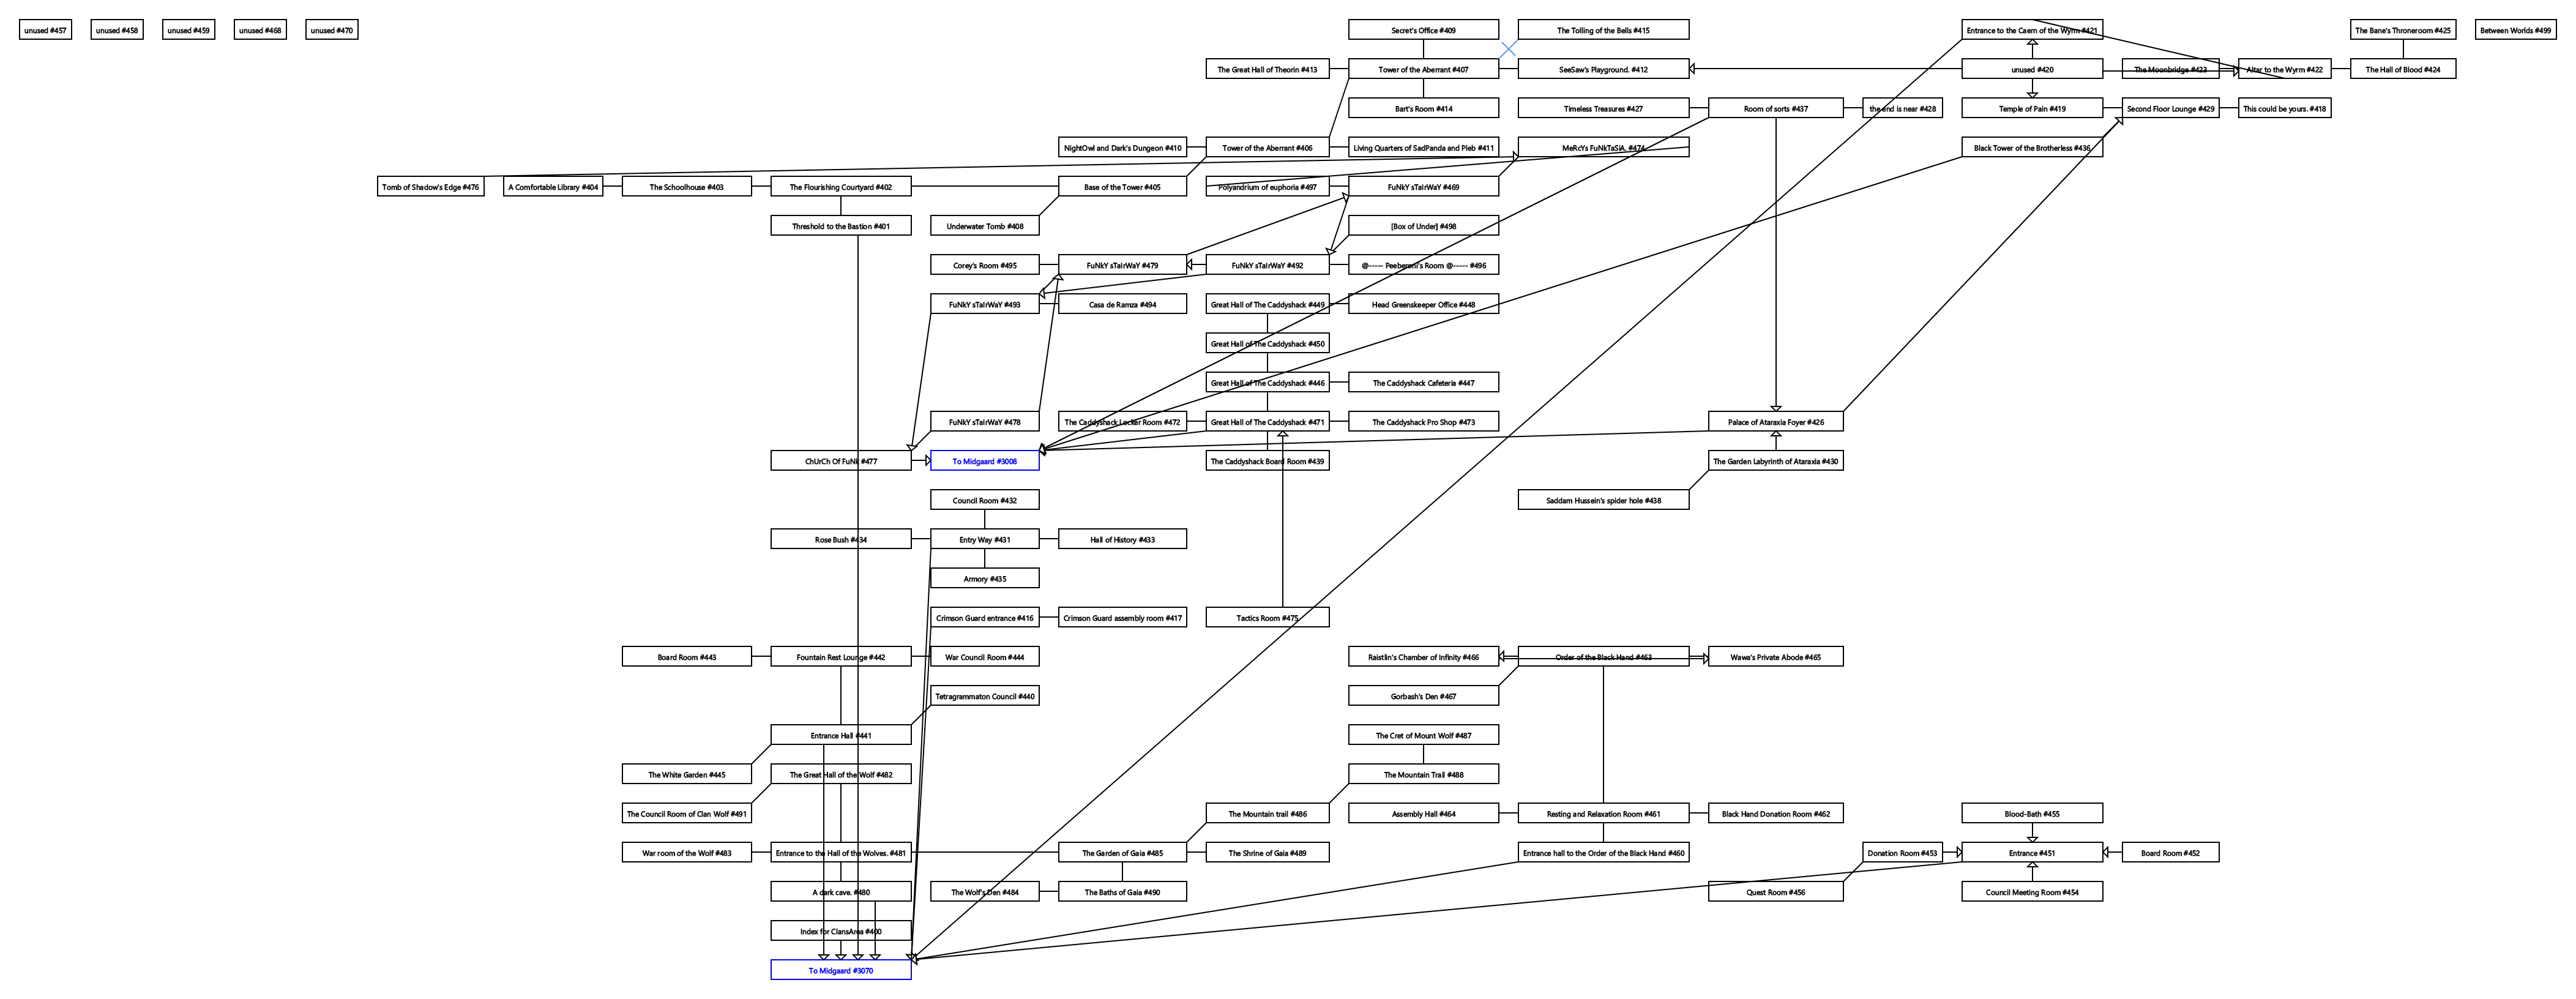 unused #457
unused #458
unused #459
unused #468
unused #470
Secret's Office #409
The Tolling of the Bells #415
Entrance to the Caern of the Wyrm #421
The Bane's Throneroom #425
Between Worlds #499
The Great Hall of Theorin #413
Tower of the Aberrant #407
SeeSaw's Playground. #412
unused #420
The Moonbridge #423
Altar to the Wyrm #422
The Hall of Blood #424
Bart's Room #414
Timeless Treasures #427
Room of sorts #437
the end is near #428
Temple of Pain #419
Second Floor Lounge #429
This could be yours. #418
NightOwl and Dark's Dungeon #410
Tower of the Aberrant #406
Living Quarters of SadPanda and Pleb #411
MeRcYs FuNkTaSiA. #474
Black Tower of the Brotherless #436
Tomb of Shadow's Edge #476
A Comfortable Library #404
The Schoolhouse #403
The Flourishing Courtyard #402
Base of the Tower #405
Polyandrium of euphoria #497
FuNkY sTaIrWaY #469
Threshold to the Bastion #401
Underwater Tomb #408
[Box of Under] #498
Corey's Room #495
FuNkY sTaIrWaY #479
FuNkY sTaIrWaY #492
@----- Peeberoni's Room @----- #496
FuNkY sTaIrWaY #493
Casa de Ramza #494
Great Hall of The Caddyshack #449
Head Greenskeeper Office #448
Great Hall of The Caddyshack #450
Great Hall of The Caddyshack #446
The Caddyshack Cafeteria #447
FuNkY sTaIrWaY #478
The Caddyshack Locker Room #472
Great Hall of The Caddyshack #471
The Caddyshack Pro Shop #473
Palace of Ataraxia Foyer #426
ChUrCh Of FuNk #477
To Midgaard #3008
The Caddyshack Board Room #439
The Garden Labyrinth of Ataraxia #430
Council Room #432
Saddam Hussein's spider hole #438
Rose Bush #434
Entry Way #431
Hall of History #433
Armory #435
Crimson Guard entrance #416
Crimson Guard assembly room #417
Tactics Room #475
Board Room #443
Fountain Rest Lounge #442
War Council Room #444
Raistlin's Chamber of Infinity #466
Order of the Black Hand #463
Wawa's Private Abode #465
Tetragrammaton Council #440
Gorbash's Den #467
Entrance Hall #441
The Cret of Mount Wolf #487
The White Garden #445
The Great Hall of the Wolf #482
The Mountain Trail #488
The Council Room of Clan Wolf #491
The Mountain trail #486
Assembly Hall #464
Resting and Relaxation Room #461
Black Hand Donation Room #462
Blood-Bath #455
War room of the Wolf #483
Entrance to the Hall of the Wolves. #481
The Garden of Gaia #485
The Shrine of Gaia #489
Entrance hall to the Order of the Black Hand #460
Donation Room #453
Entrance #451
Board Room #452
A dark cave. #480
The Wolf's Den #484
The Baths of Gaia #490
Quest Room #456
Council Meeting Room #454
Index for ClansArea #400
To Midgaard #3070